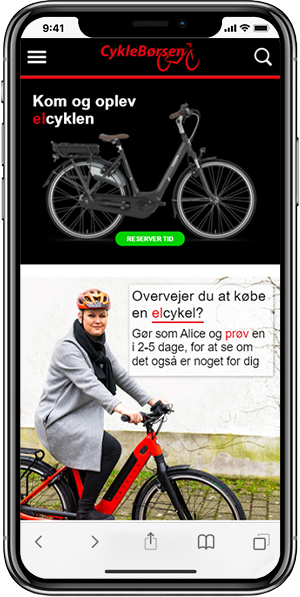 9:41
CykleBørsen
Kom og oplev
elcyklen
RESERVER TID
Overvejer du at købe
en elcykel?
Gør som Alice og prøv en
i 2-5 dage, for at se om
det også er noget for dig